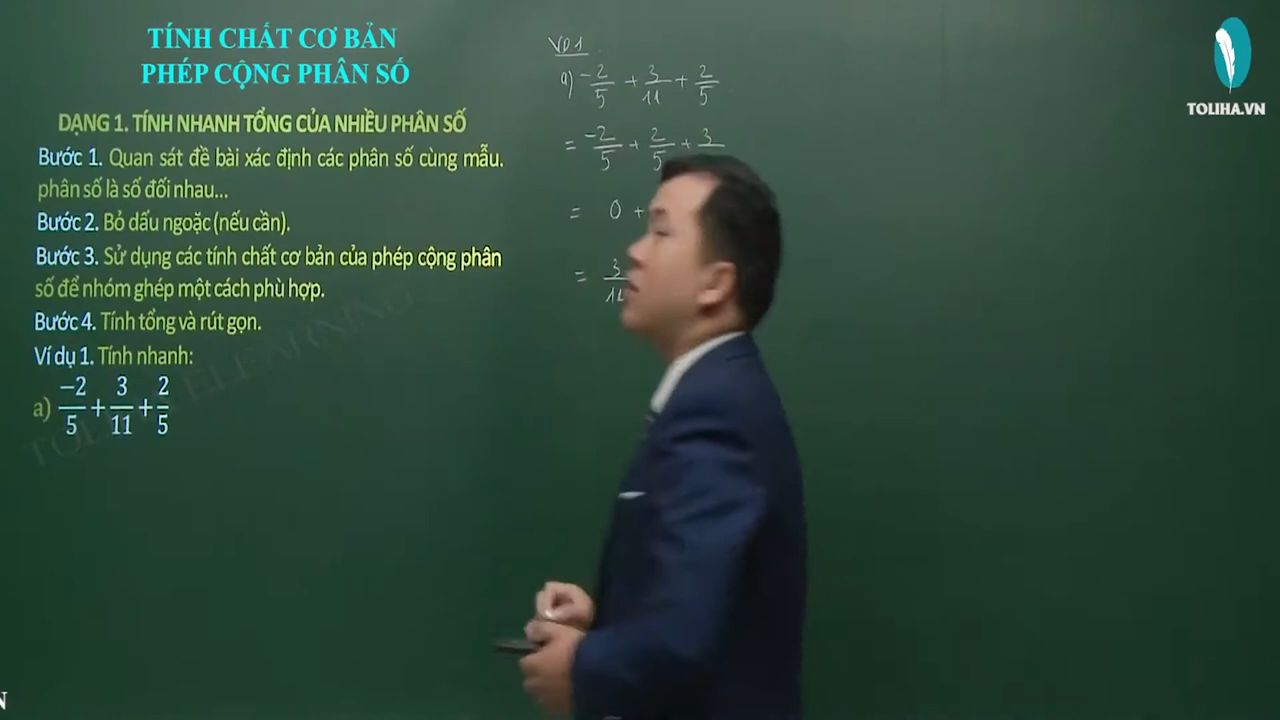 TÍNH CHẤT CƠ BẢN
PHÉP CỘNG PHÂN SỐ
DẠNG 1. TÍNH NHANH TỔNG CỦA NHIỀU PHÂN SỐ
Bước 1. Quan sát đề bài xác định các phân số cùng mẫu.
phân số là số đối nhau...
Bước 2. Bỏ dấu ngoặc (nếu cần).
Bước 3. Sử dụng các tính chất cơ bản của phép cộng phân
số để nhóm ghép một cách phù hợp.
Bước 4. Tính tổng và rút gọn.
Ví dụ 1. Tính nhanh:
a) −2/5 + 3/11 + 2/5
VD1
a) −2/5 + 3/11 + 2/5
= −2/5 + 2/5 + 3
= 0 +
= 3/11
TOLIHA.VN